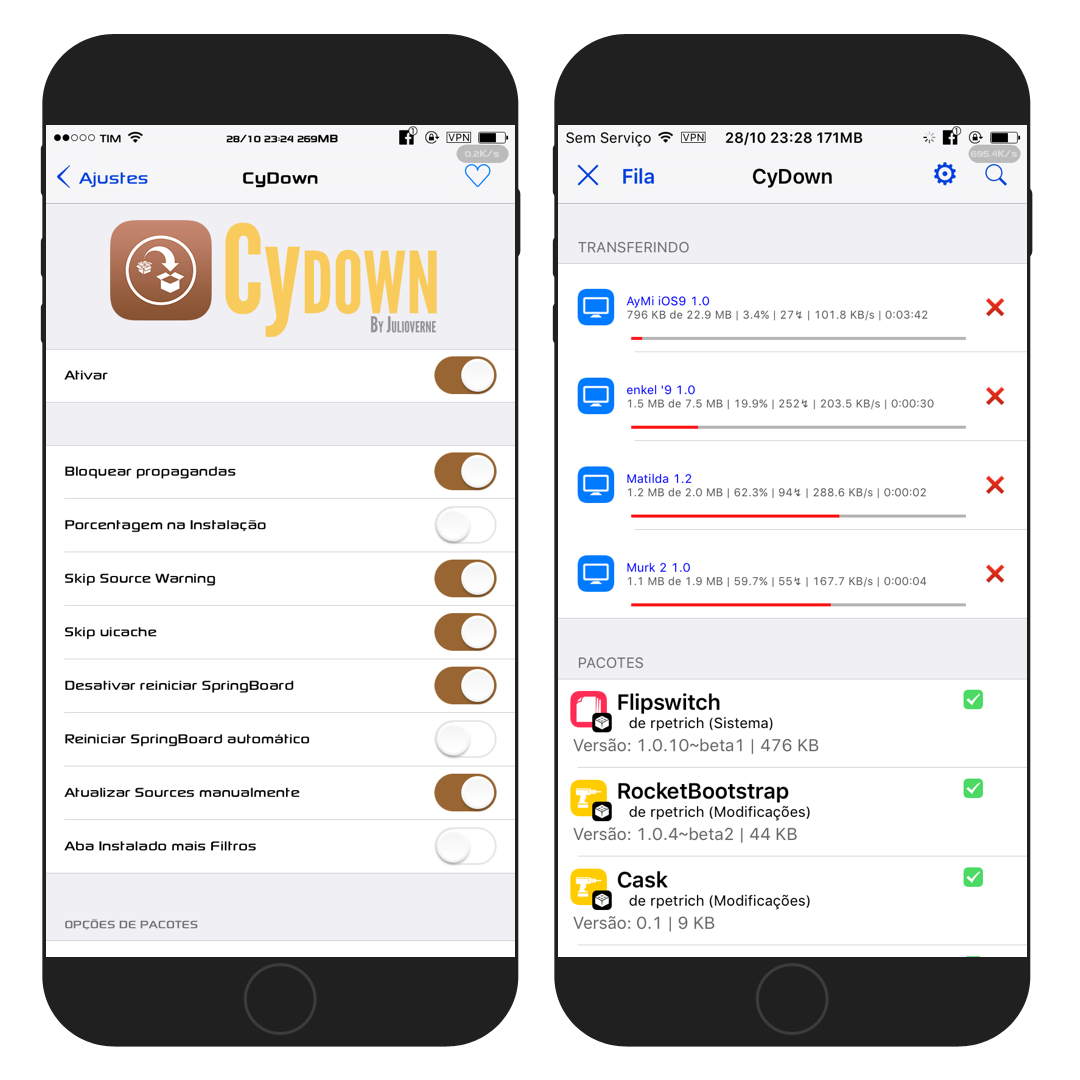 TIM
28/10 23:24 269MB
1
VPN
0.2K/s
Ajustes
CyDown
CYDOWN
BY JULIOVERNE
Ativar
Bloquear propagandas
Porcentagem na Instalação
Skip Source Warning
Skip uicache
Desativar reiniciar SpringBoard
Reiniciar SpringBoard automático
Atualizar Sources manualmente
Aba Instalado mais Filtros
OPÇÕES DE PACOTES
Sem Serviço
VPN
28/10 23:28 171MB
1
695.4K/s
Fila
CyDown
TRANSFERINDO
AyMi iOS9 1.0
796 KB de 22.9 MB | 3.4% | 27↯ | 101.8 KB/s | 0:03:42
enkel '9 1.0
1.5 MB de 7.5 MB | 19.9% | 252↯ | 203.5 KB/s | 0:00:30
Matilda 1.2
1.2 MB de 2.0 MB | 62.3% | 94↯ | 288.6 KB/s | 0:00:02
Murk 2 1.0
1.1 MB de 1.9 MB | 59.7% | 55↯ | 167.7 KB/s | 0:00:04
PACOTES
Flipswitch
de rpetrich (Sistema)
Versão: 1.0.10~beta1 | 476 KB
RocketBootstrap
de rpetrich (Modificações)
Versão: 1.0.4~beta2 | 44 KB
Cask
de rpetrich (Modificações)
Versão: 0.1 | 9 KB